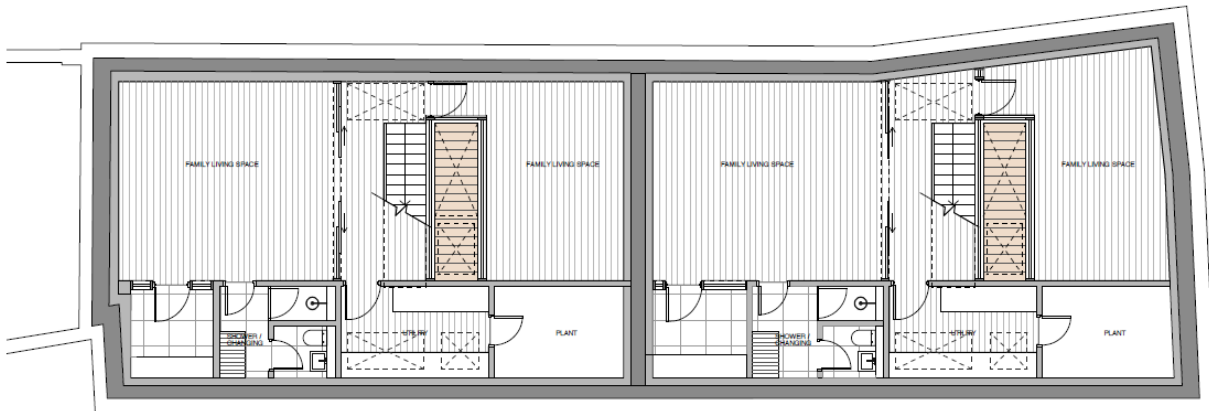 FAMILY LIVING SPACE
FAMILY LIVING SPACE
FAMILY LIVING SPACE
FAMILY LIVING SPACE
SHOWER /
CHANGING
UTILITY
PLANT
SHOWER /
CHANGING
UTILITY
PLANT